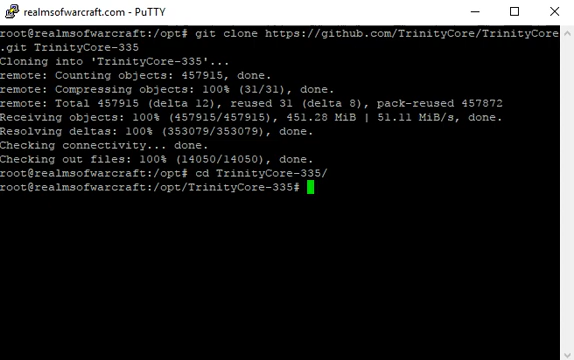 realmsofwarcraft.com - PuTTY
root@realmsofwarcraft:/opt# git clone https://github.com/TrinityCore/TrinityCore
.git TrinityCore-335
Cloning into 'TrinityCore-335'...
remote: Counting objects: 457915, done.
remote: Compressing objects: 100% (31/31), done.
remote: Total 457915 (delta 12), reused 31 (delta 8), pack-reused 457872
Receiving objects: 100% (457915/457915), 451.28 MiB | 51.11 MiB/s, done.
Resolving deltas: 100% (353079/353079), done.
Checking connectivity... done.
Checking out files: 100% (14050/14050), done.
root@realmsofwarcraft:/opt# cd TrinityCore-335/
root@realmsofwarcraft:/opt/TrinityCore-335#